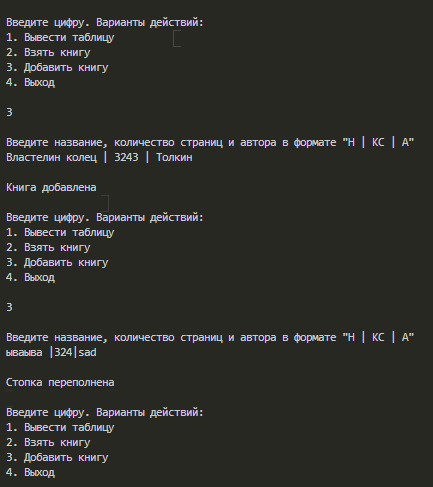 Введите цифру. Варианты действий:
1. Вывести таблицу
2. Взять книгу
3. Добавить книгу
4. Выход
3
Введите название, количество страниц и автора в формате "Н | КС | А"
Властелин колец | 3243 | Толкин
Книга добавлена
Введите цифру. Варианты действий:
1. Вывести таблицу
2. Взять книгу
3. Добавить книгу
4. Выход
3
Введите название, количество страниц и автора в формате "Н | КС | А"
ываыва |324|sad
Стопка переполнена
Введите цифру. Варианты действий:
1. Вывести таблицу
2. Взять книгу
3. Добавить книгу
4. Выход